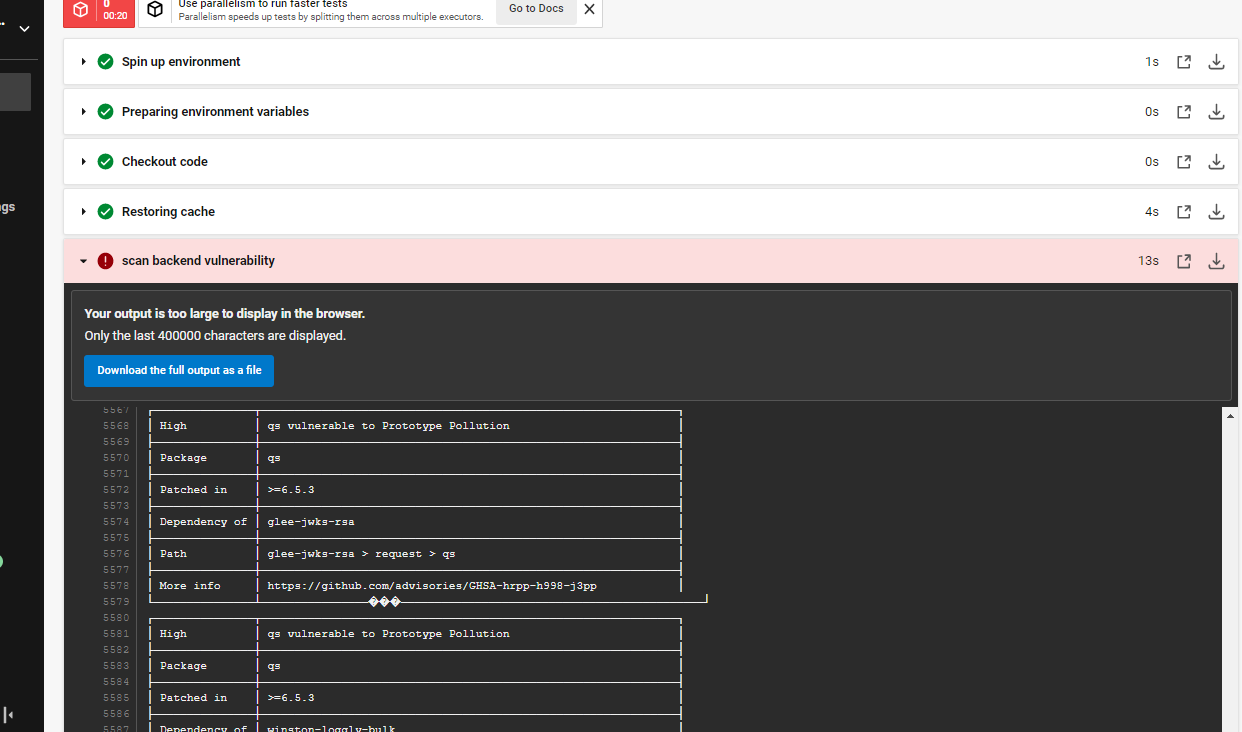 0
00:20
Use parallelism to run faster tests
Parallelism speeds up tests by splitting them across multiple executors.
Go to Docs
Spin up environment 1s
Preparing environment variables 0s
Checkout code 0s
Restoring cache 4s
gs
scan backend vulnerability 13s
Your output is too large to display in the browser.
Only the last 400000 characters are displayed.
Download the full output as a file
5567
5568 High qs vulnerable to Prototype Pollution
5569
5570 Package qs
5571
5572 Patched in >=6.5.3
5573
5574 Dependency of glee-jwks-rsa
5575
5576 Path glee-jwks-rsa > request > qs
5577
5578 More info https://github.com/advisories/GHSA-hrpp-h998-j3pp
5579 ���
5580
5581 High qs vulnerable to Prototype Pollution
5582
5583 Package qs
5584
5585 Patched in >=6.5.3
5586
5587 Dependency of winston-loggly-bulk